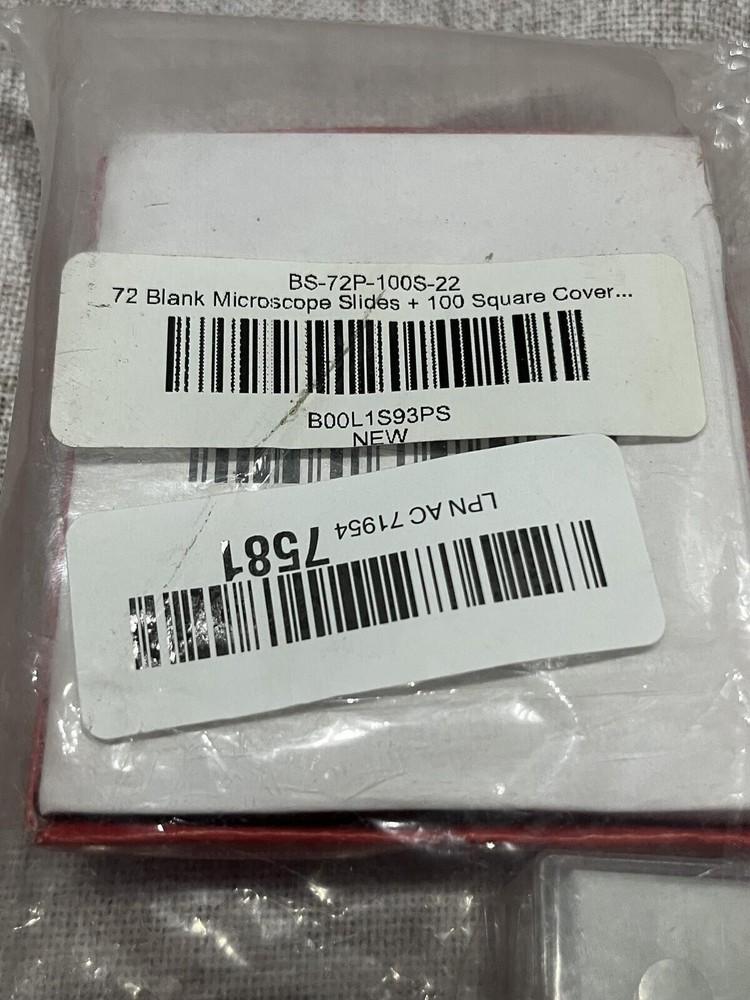 BS-72P-100S-22
72 Blank Microscope Slides + 100 Square Cover...
B00L1S93PS
NEW
LPN AC 71954 7581